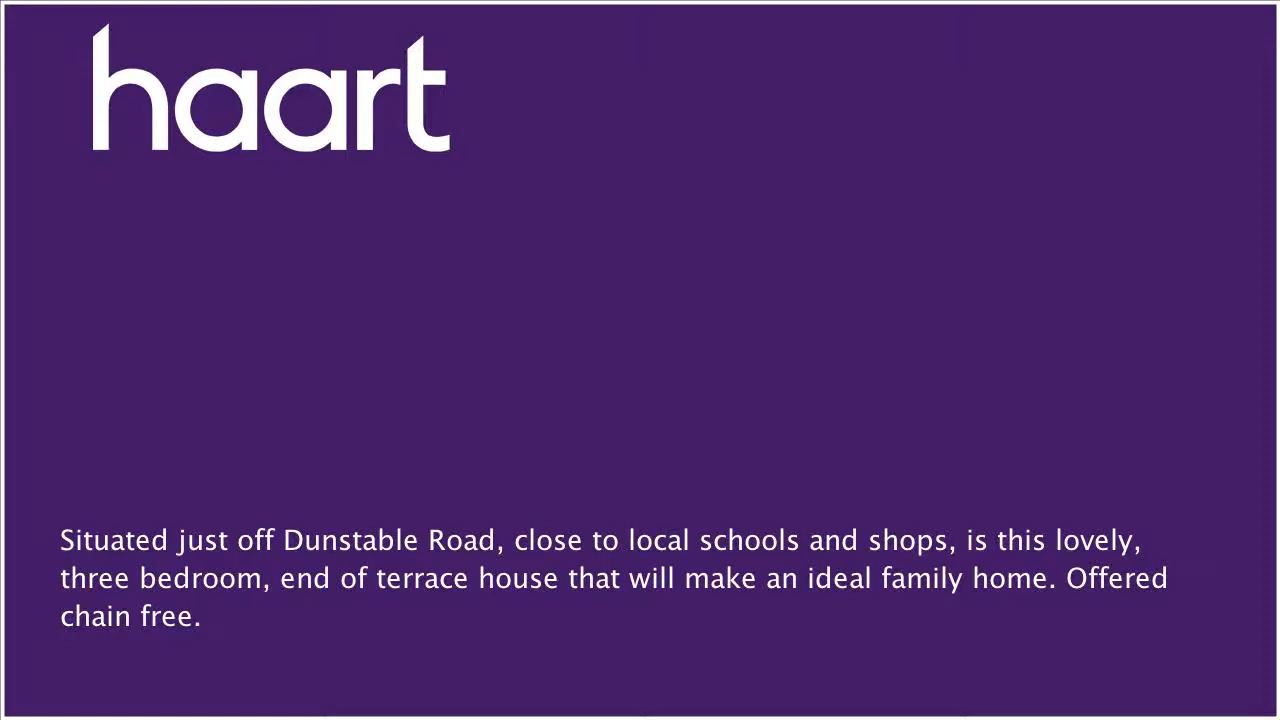 haart
Situated just off Dunstable Road, close to local schools and shops, is this lovely,
three bedroom, end of terrace house that will make an ideal family home. Offered
chain free.